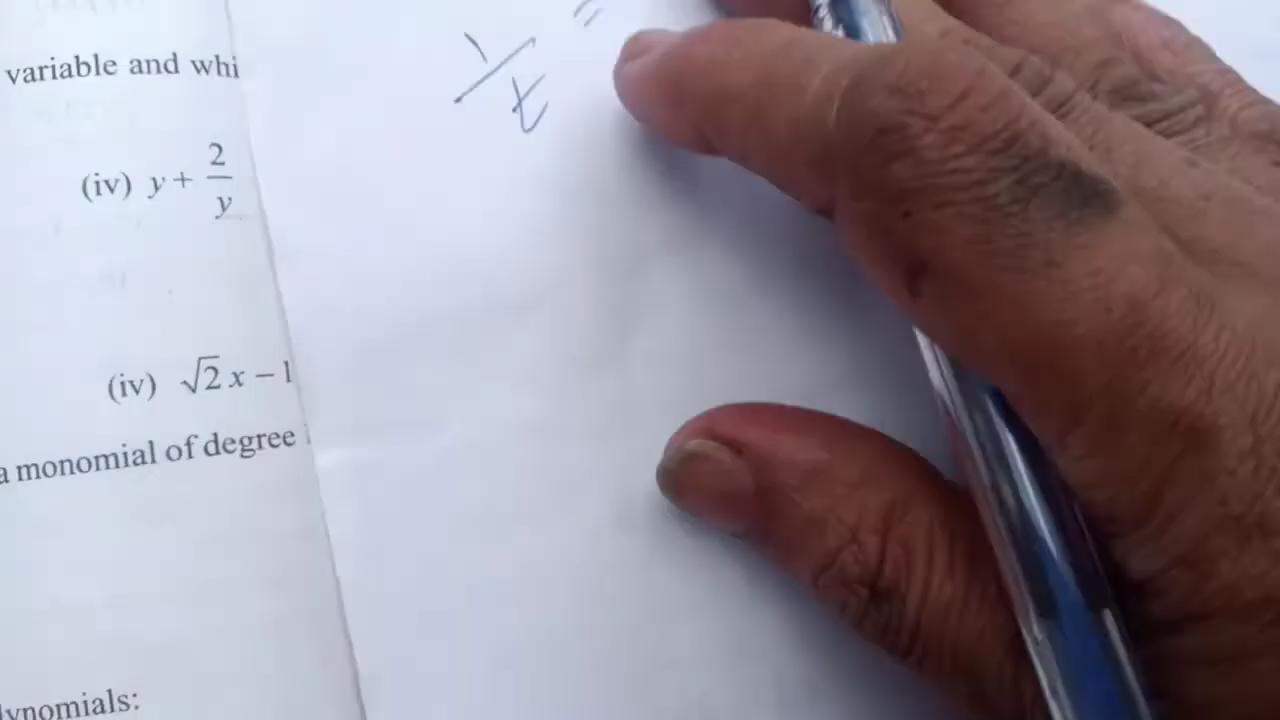 variable and whi
(iv) y + 2/y
(iv) √2 x – 1
a monomial of degree
lynomials:
1/t =